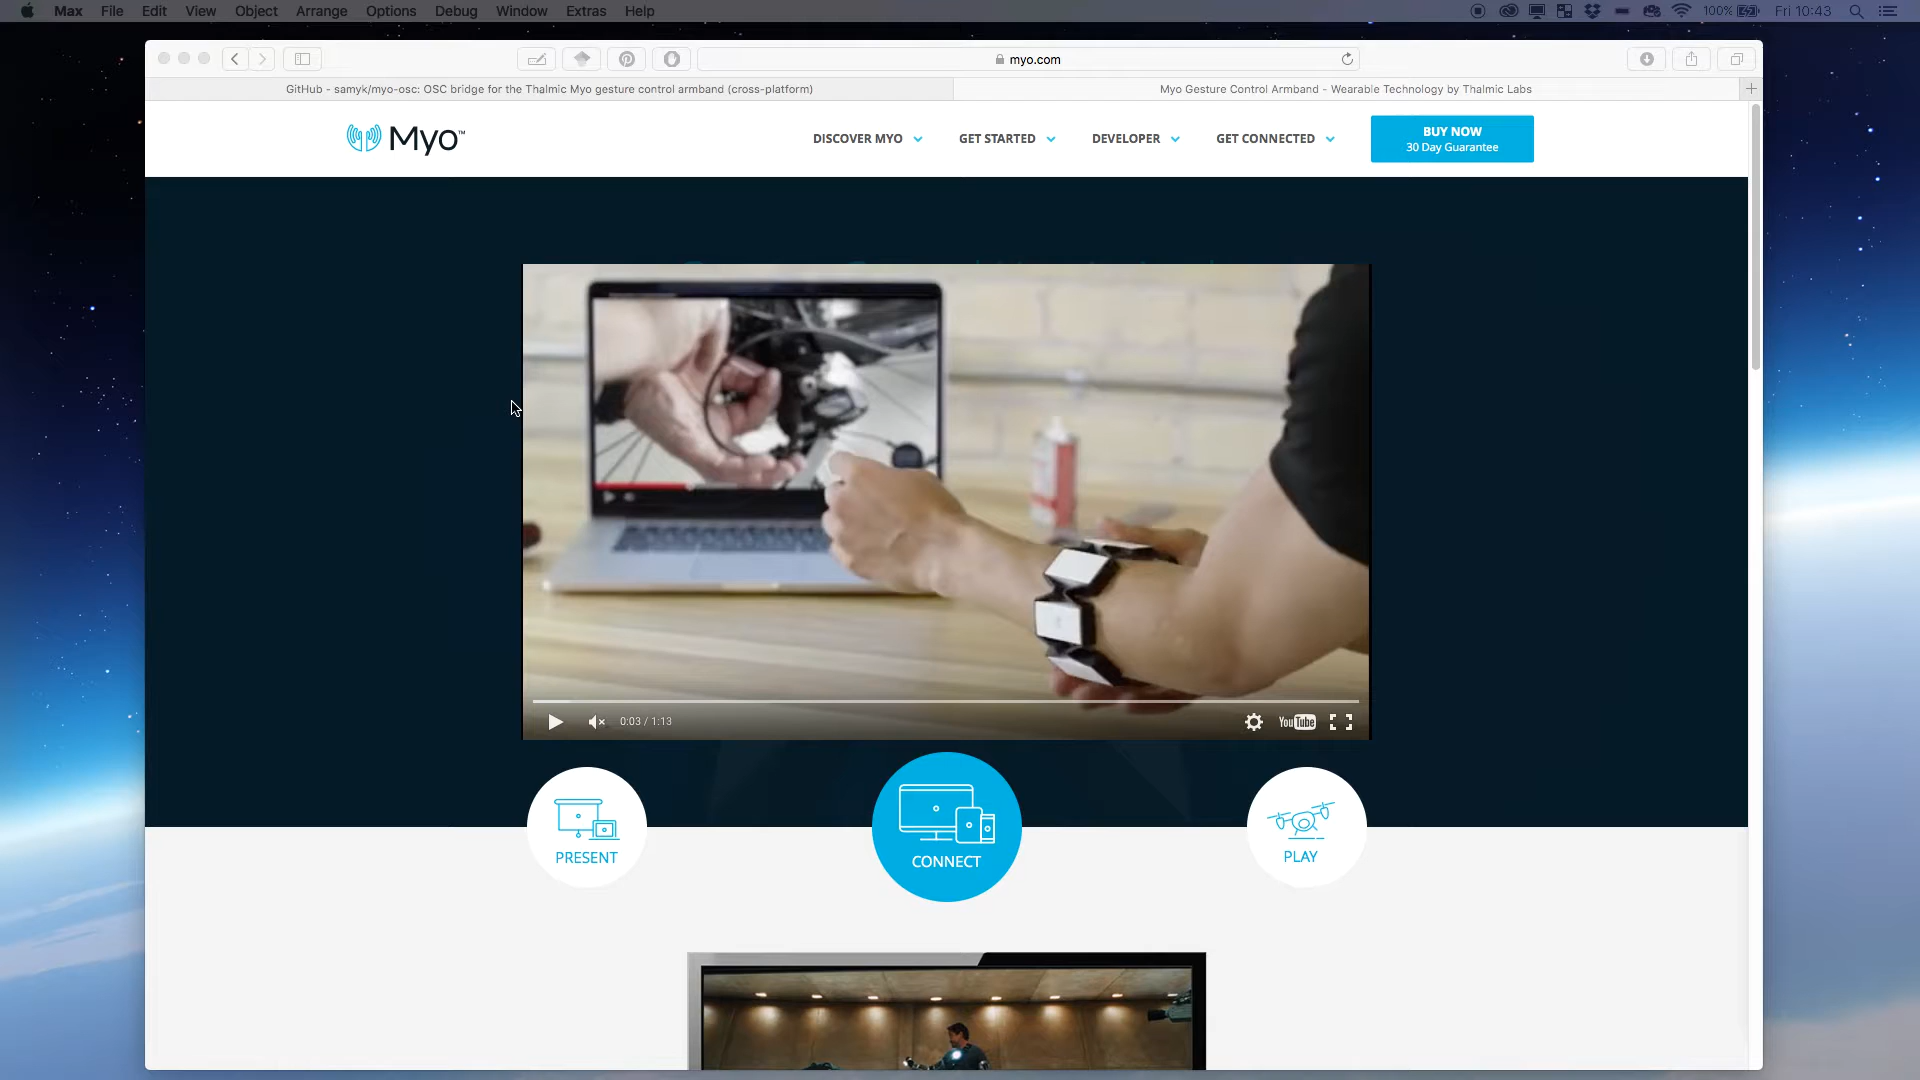 Max File Edit View Object Arrange Options Debug Window Extras Help
100% Fri 10:43
myo.com
GitHub - samyk/myo-osc: OSC bridge for the Thalmic Myo gesture control armband (cross-platform)
Myo Gesture Control Armband - Wearable Technology by Thalmic Labs
Myo™
DISCOVER MYO
GET STARTED
DEVELOPER
GET CONNECTED
BUY NOW
30 Day Guarantee
0:03 / 1:13
YouTube
PRESENT
CONNECT
PLAY